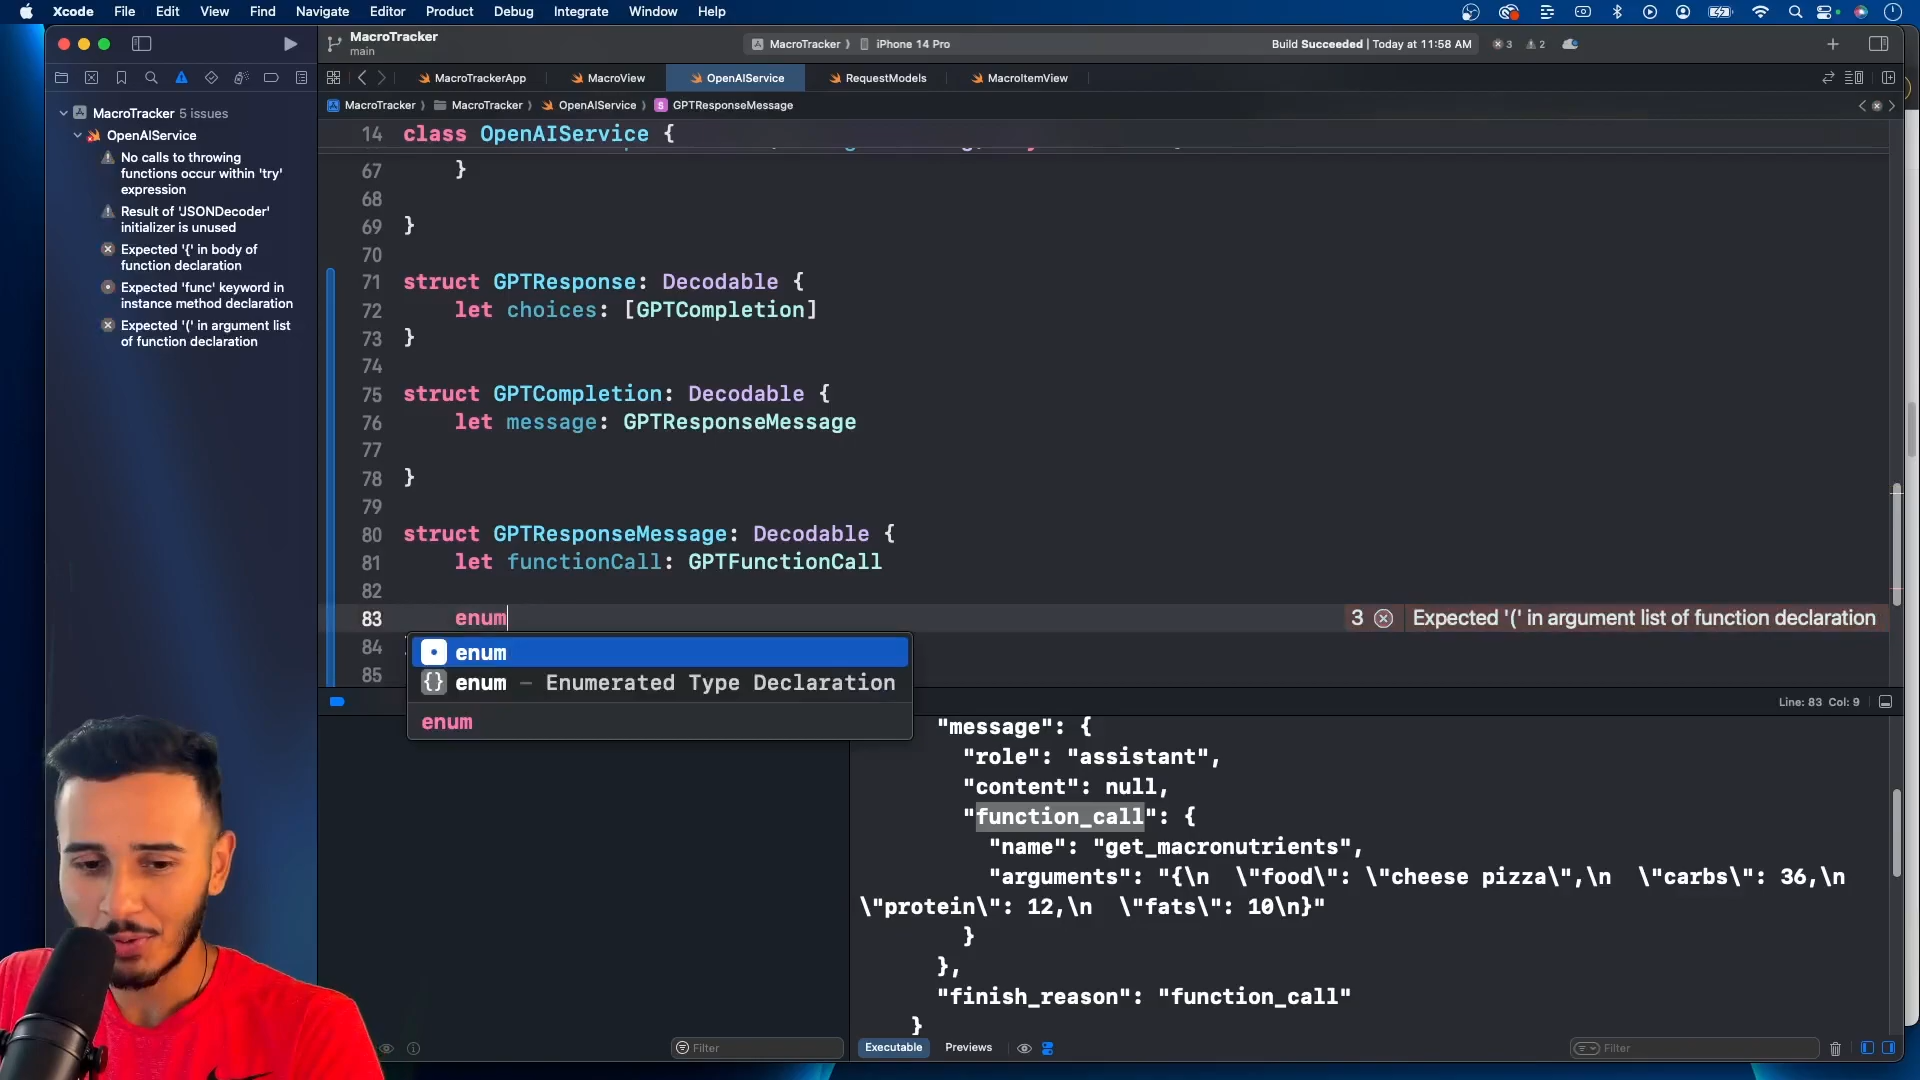 Xcode File Edit View Find Navigate Editor Product Debug Integrate Window Help
MacroTracker
main
MacroTracker iPhone 14 Pro
Build Succeeded | Today at 11:58 AM
3 2
MacroTrackerApp MacroView OpenAIService RequestModels MacroItemView
MacroTracker MacroTracker OpenAIService GPTResponseMessage
MacroTracker 5 issues
OpenAIService
No calls to throwing
functions occur within 'try'
expression
Result of 'JSONDecoder'
initializer is unused
Expected '{' in body of
function declaration
Expected 'func' keyword in
instance method declaration
Expected '(' in argument list
of function declaration
14 class OpenAIService {
67 }
68
69 }
70
71 struct GPTResponse: Decodable {
72 let choices: [GPTCompletion]
73 }
74
75 struct GPTCompletion: Decodable {
76 let message: GPTResponseMessage
77
78 }
79
80 struct GPTResponseMessage: Decodable {
81 let functionCall: GPTFunctionCall
82
83 enum
3 Expected '(' in argument list of function declaration
84
85
enum
{} enum – Enumerated Type Declaration
enum
Line: 83 Col: 9
"message": {
"role": "assistant",
"content": null,
"function_call": {
"name": "get_macronutrients",
"arguments": "{\n \"food\": \"cheese pizza\",\n \"carbs\": 36,\n
\"protein\": 12,\n \"fats\": 10\n}"
}
},
"finish_reason": "function_call"
}
Filter
Executable Previews
Filter